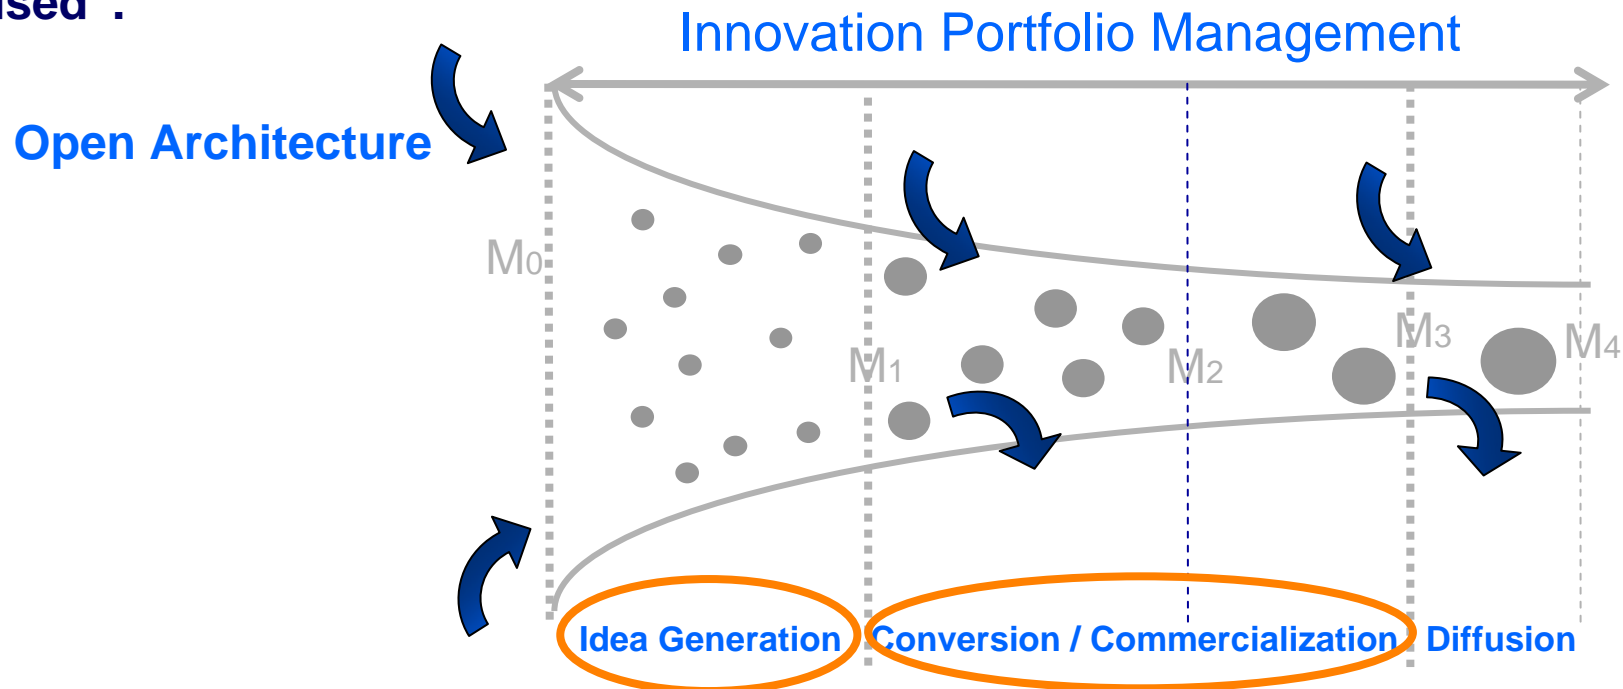 Innovation Portfolio Management
Open Architecture
M0
M1
M2
M3
M4
Idea Generation
Conversion / Commercialization
Diffusion